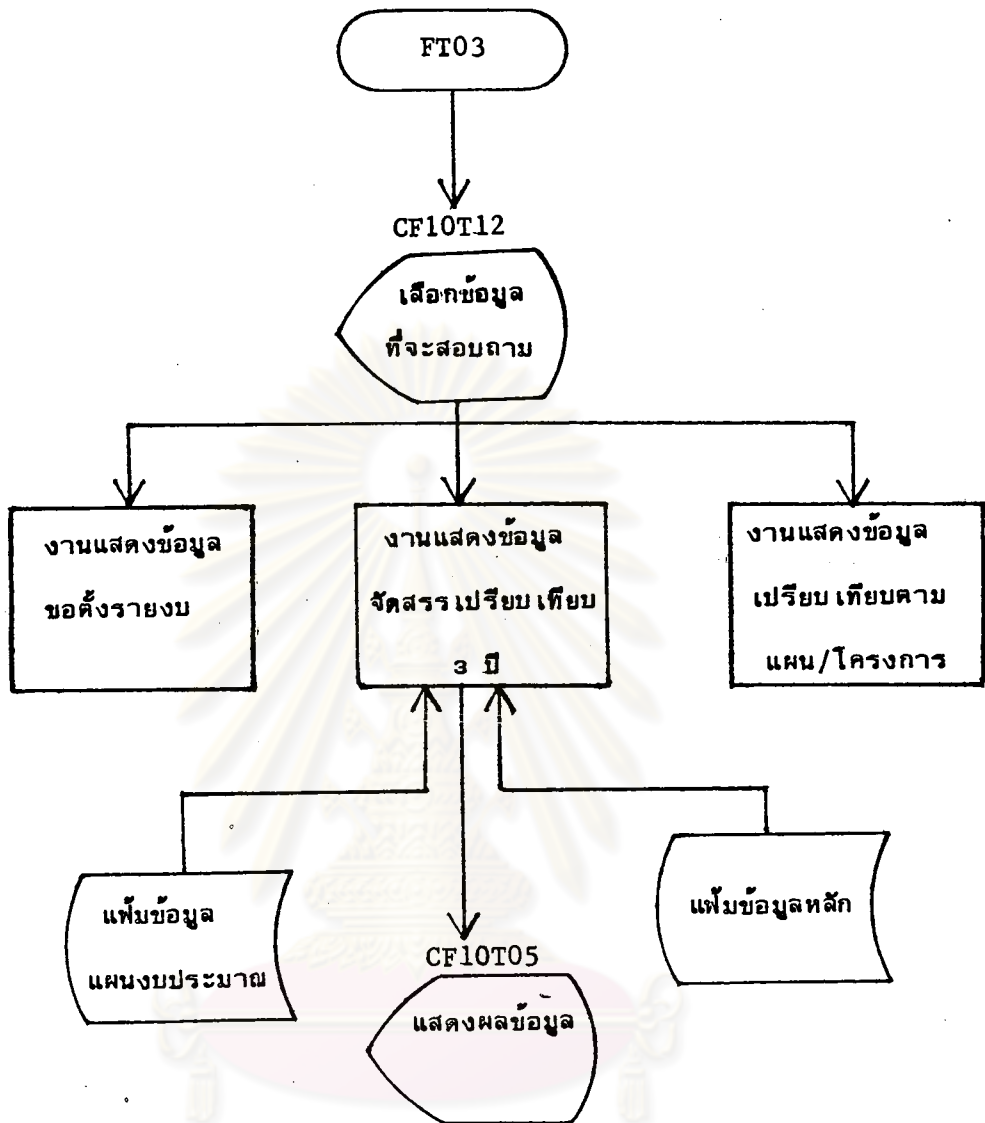 FT03
CF10T12
เลือกข้อมูล
ที่จะสอบถาม
งานแสดงข้อมูล
ขอตั้งรายงบ
งานแสดงข้อมูล
จัดสรรเปรียบเทียบ
3 ปี
งานแสดงข้อมูล
เปรียบเทียบตาม
แผน/โครงการ
แฟ้มข้อมูล
แผนงบประมาณ
แฟ้มข้อมูลหลัก
CF10T05
แสดงผลข้อมูล